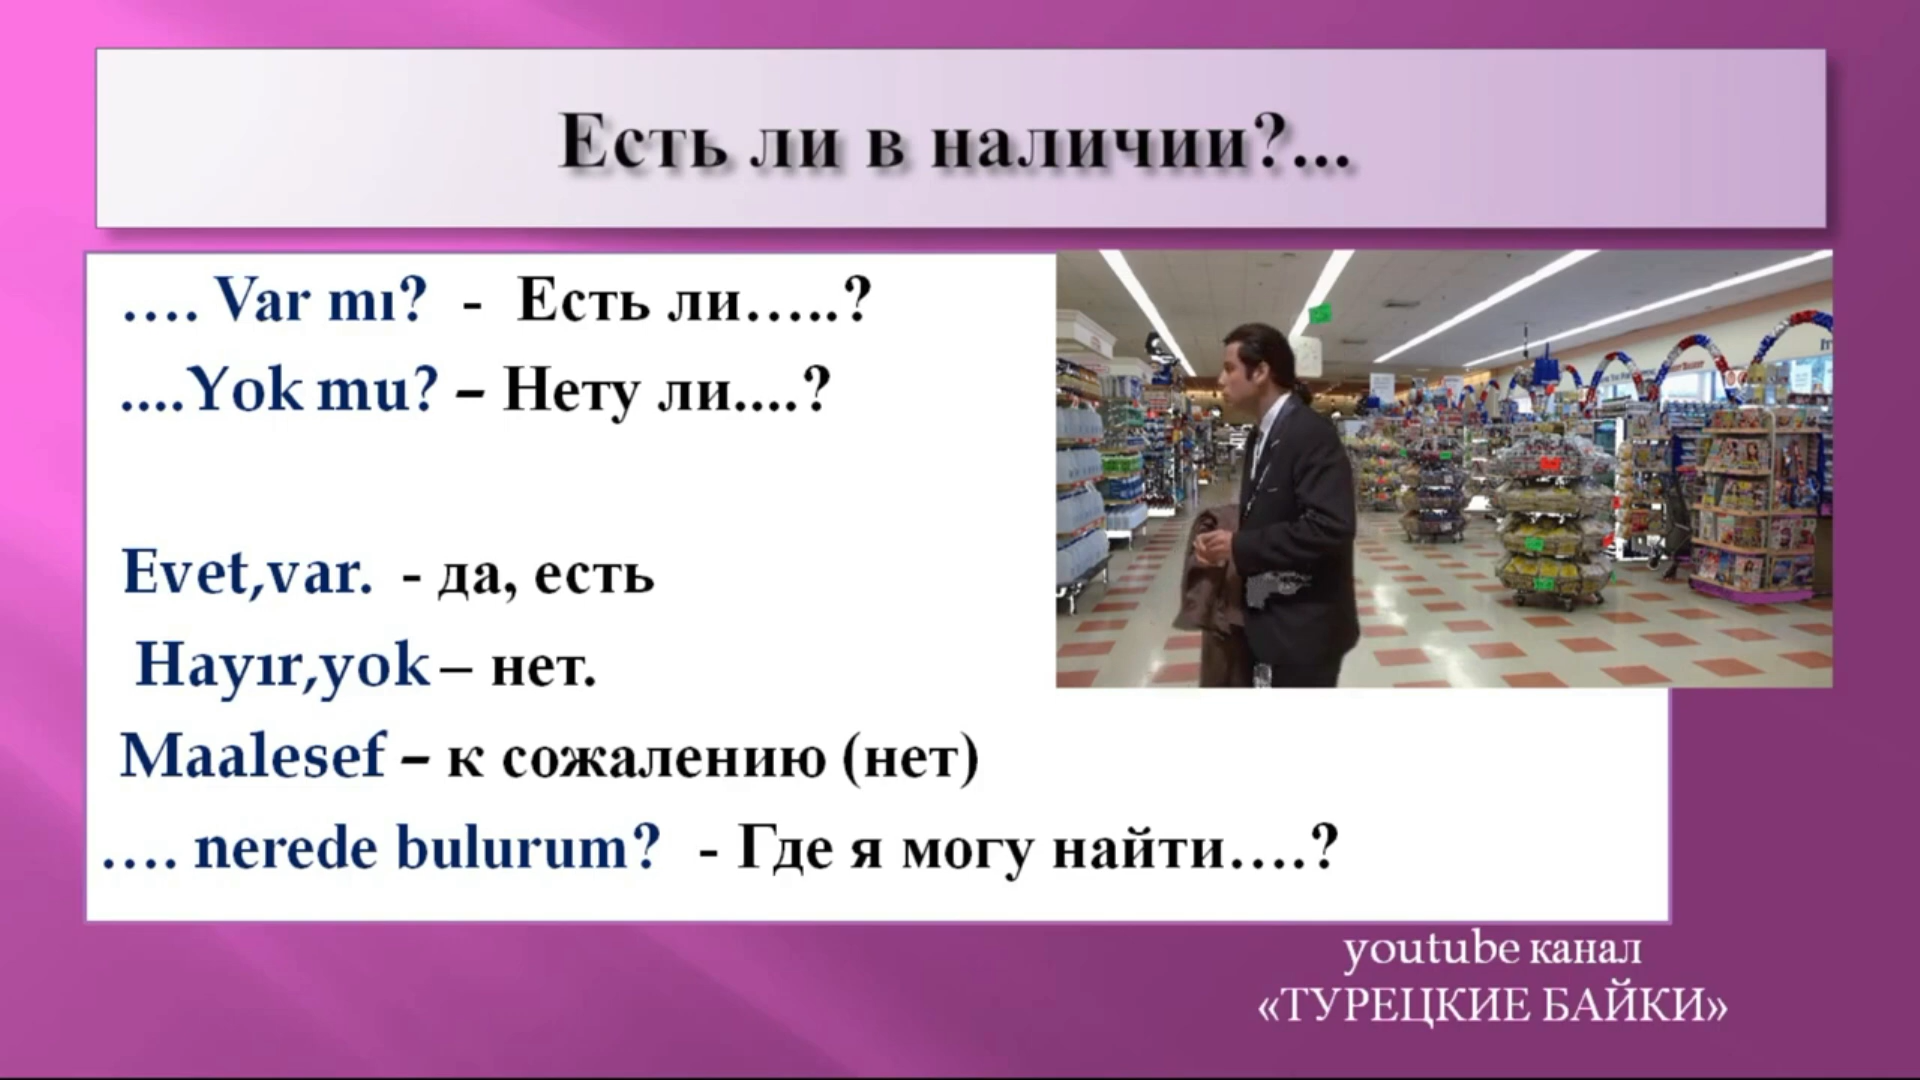 Есть ли в наличии?...
…. Var mı? - Есть ли…..?
....Yok mu? – Нету ли....?
Evet,var. - да, есть
Hayır,yok – нет.
Maalesef – к сожалению (нет)
…. nerede bulurum? - Где я могу найти….?
youtube канал
«ТУРЕЦКИЕ БАЙКИ»